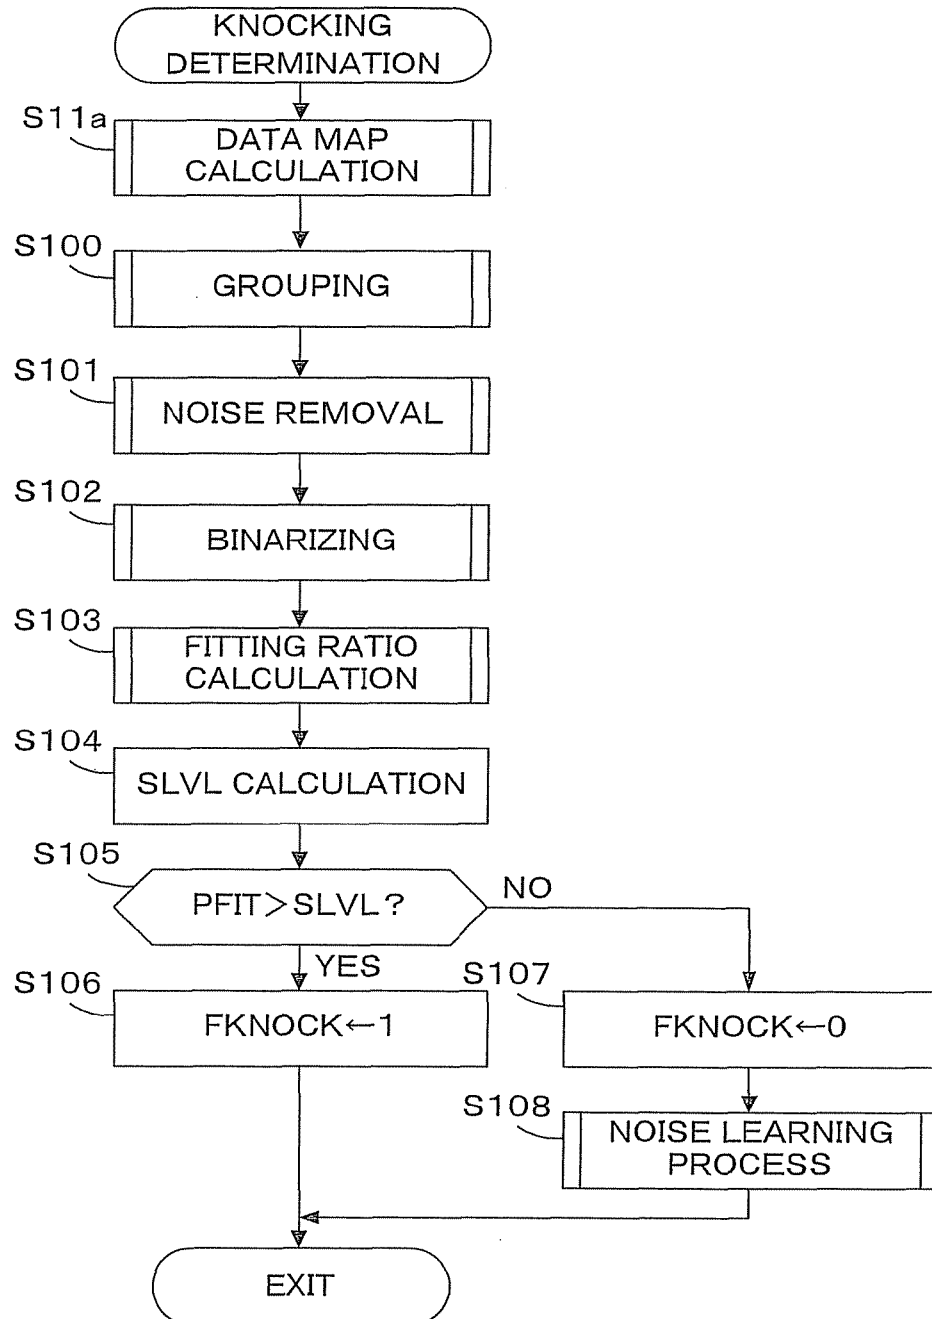 KNOCKING
DETERMINATION
S11a
DATA MAP
CALCULATION
S100
GROUPING
S101
NOISE REMOVAL
S102
BINARIZING
S103
FITTING RATIO
CALCULATION
S104
SLVL CALCULATION
S105
PFIT>SLVL?
NO
YES
S106
FKNOCK←1
S107
FKNOCK←0
S108
NOISE LEARNING
PROCESS
EXIT